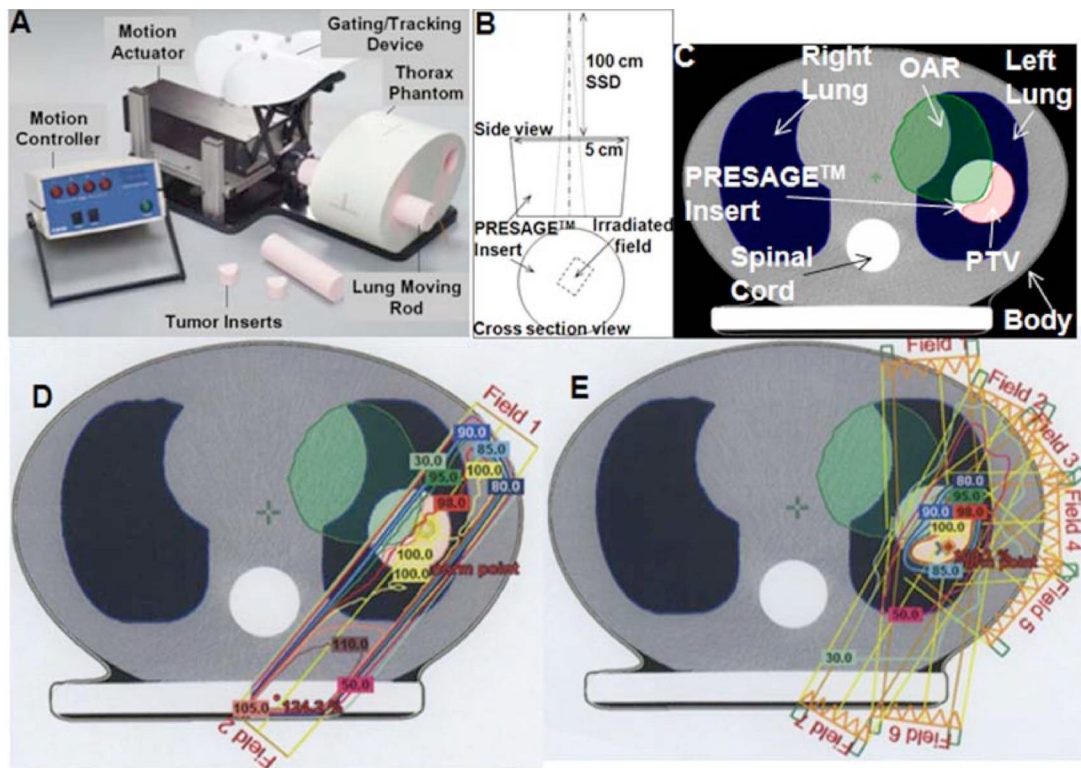 A
Motion
Actuator
Gating/Tracking
Device
Thorax
Phantom
Motion
Controller
Tumor Inserts
Lung Moving
Rod
B
100 cm
SSD
Side view
5 cm
PRESAGE™
Insert
Irradiated
field
Cross section view
C
Right
Lung
OAR
Left
Lung
PRESAGE™
Insert
Spinal
Cord
PTV
Body
D
Field 1
90.0
85.0
30.0
100.0
95.0
80.0
98.0
100.0
100.0
norm point
110.0
50.0
105.0
124.3 %
Field 2
E
Field 1
Field 2
Field 3
80.0
95.0
90.0
98.0
Field 4
100.0
norm point
85.0
Field 5
50.0
30.0
Field 7
Field 6